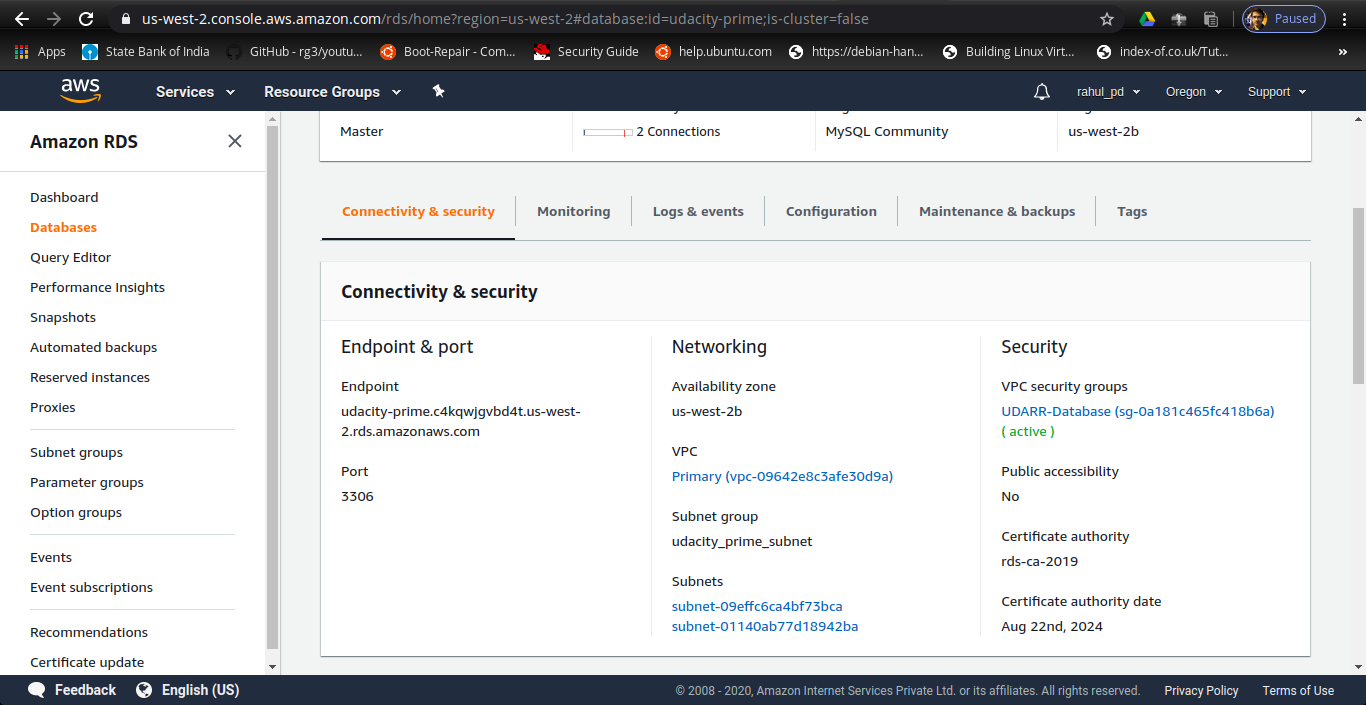 us-west-2.console.aws.amazon.com/rds/home?region=us-west-2#database:id=udacity-prime;is-cluster=false
Paused
Apps
State Bank of India
GitHub - rg3/youtu...
Boot-Repair - Com...
Security Guide
help.ubuntu.com
https://debian-han...
Building Linux Virt...
index-of.co.uk/Tut...
»
aws
Services
Resource Groups
rahul_pd
Oregon
Support
Amazon RDS
Dashboard
Databases
Query Editor
Performance Insights
Snapshots
Automated backups
Reserved instances
Proxies
Subnet groups
Parameter groups
Option groups
Events
Event subscriptions
Recommendations
Certificate update
Master
2 Connections
MySQL Community
us-west-2b
Connectivity & security
Monitoring
Logs & events
Configuration
Maintenance & backups
Tags
Connectivity & security
Endpoint & port
Endpoint
udacity-prime.c4kqwjgvbd4t.us-west-
2.rds.amazonaws.com
Port
3306
Networking
Availability zone
us-west-2b
VPC
Primary (vpc-09642e8c3afe30d9a)
Subnet group
udacity_prime_subnet
Subnets
subnet-09effc6ca4bf73bca
subnet-01140ab77d18942ba
Security
VPC security groups
UDARR-Database (sg-0a181c465fc418b6a)
( active )
Public accessibility
No
Certificate authority
rds-ca-2019
Certificate authority date
Aug 22nd, 2024
Feedback
English (US)
© 2008 - 2020, Amazon Internet Services Private Ltd. or its affiliates. All rights reserved.
Privacy Policy
Terms of Use